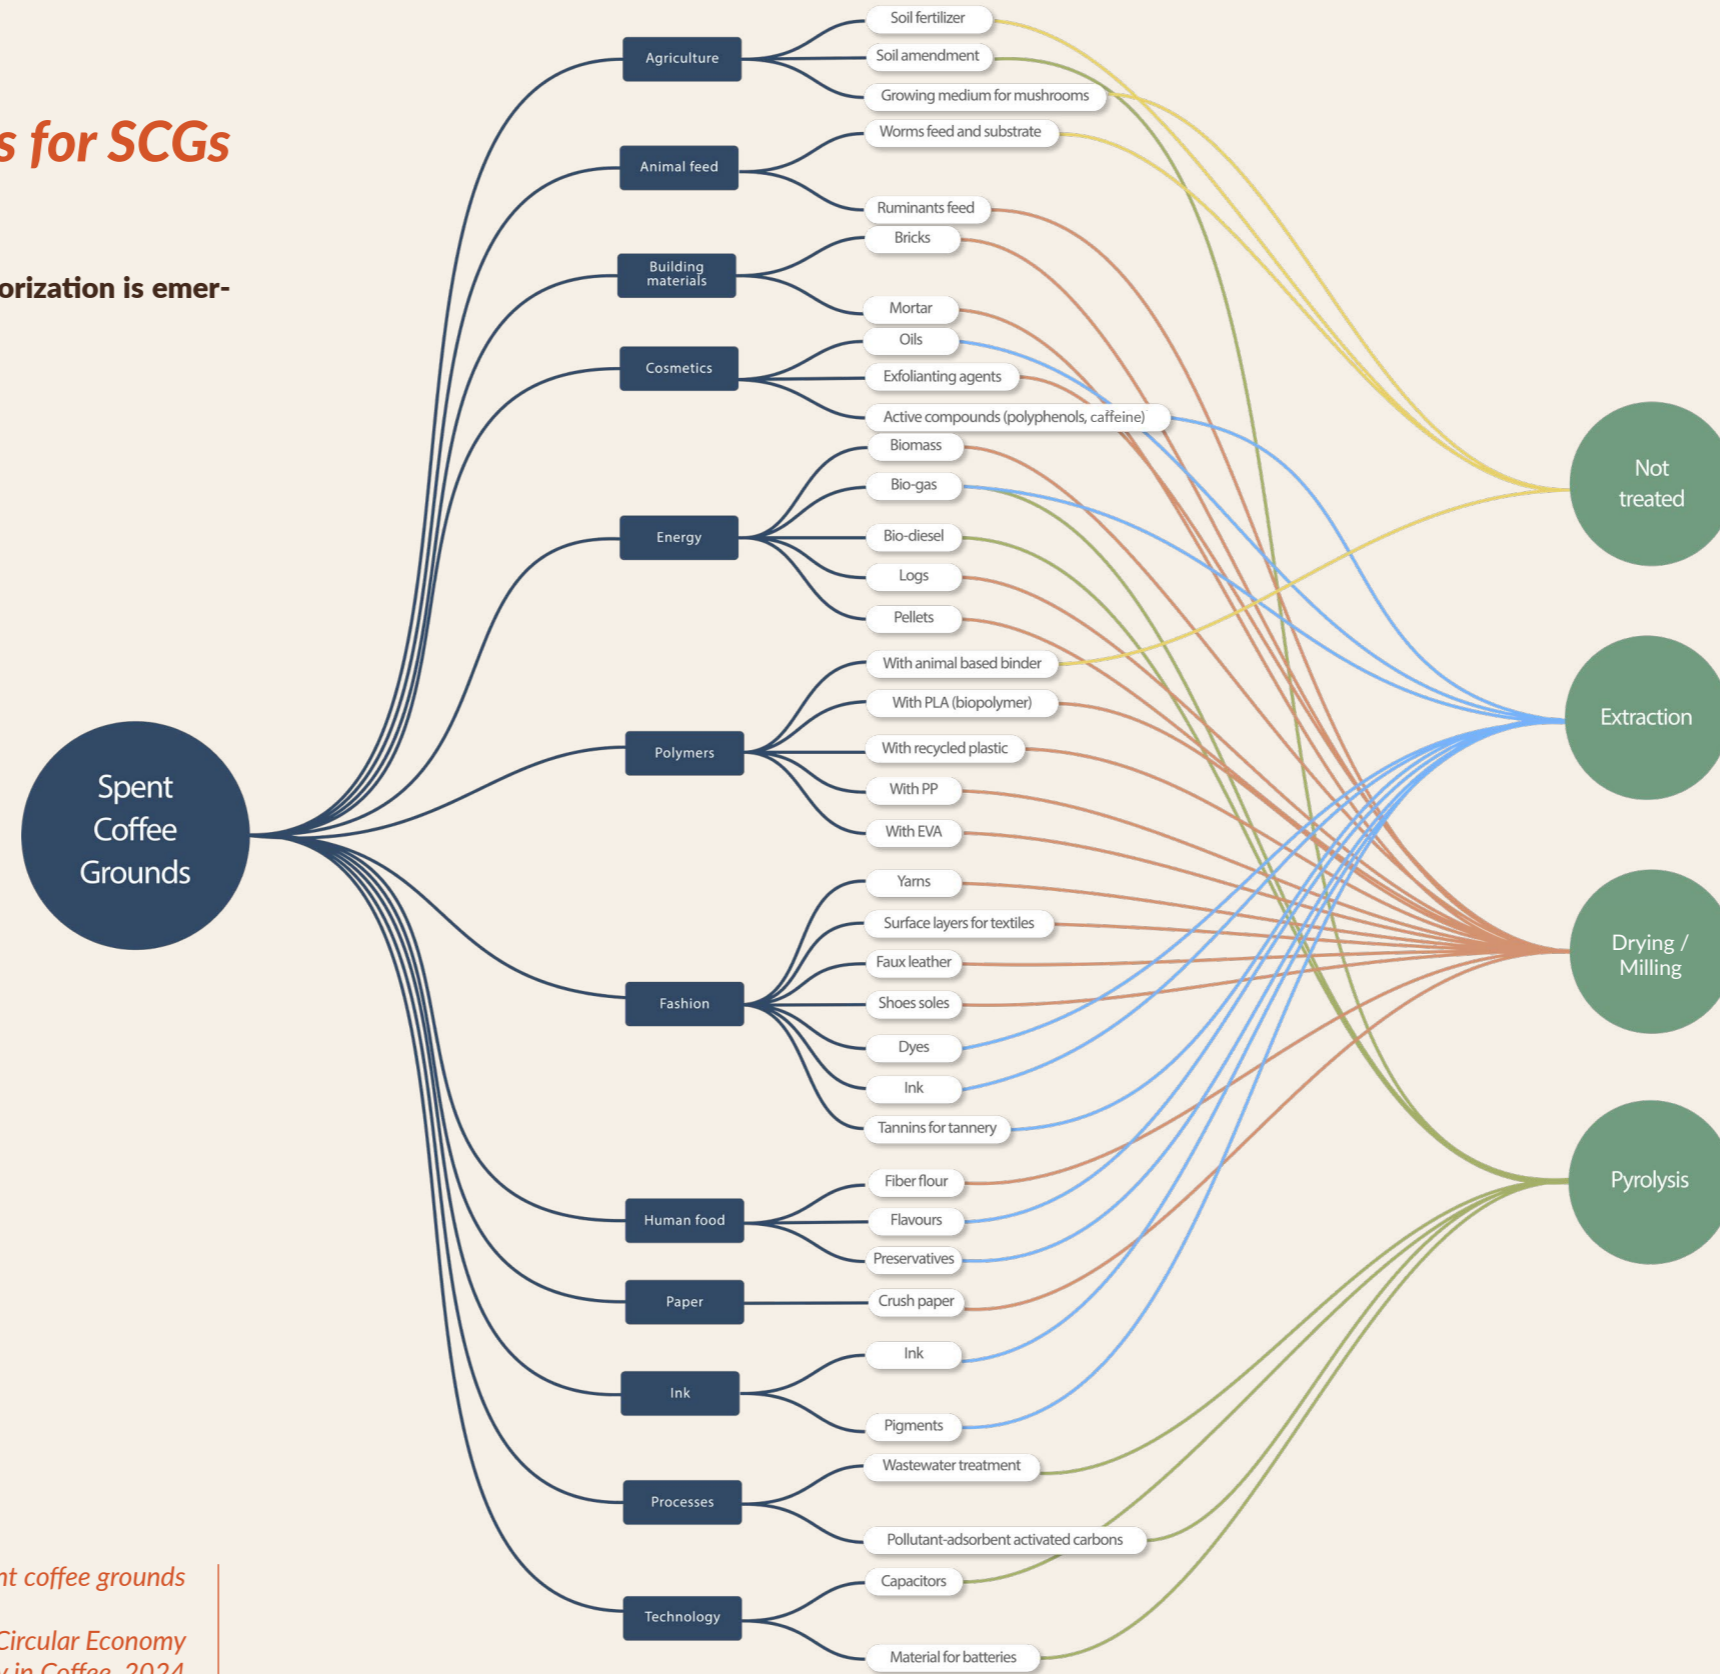 s for SCGs
orization is emer-
Spent
Coffee
Grounds
Agriculture
Soil fertilizer
Soil amendment
Growing medium for mushrooms
Animal feed
Worms feed and substrate
Ruminants feed
Building
materials
Bricks
Mortar
Cosmetics
Oils
Exfolianting agents
Active compounds (polyphenols, caffeine)
Energy
Biomass
Bio-gas
Bio-diesel
Logs
Pellets
Polymers
With animal based binder
With PLA (biopolymer)
With recycled plastic
With PP
With EVA
Fashion
Yarns
Surface layers for textiles
Faux leather
Shoes soles
Dyes
Ink
Tannins for tannery
Human food
Fiber flour
Flavours
Preservatives
Paper
Crush paper
Ink
Ink
Pigments
Processes
Wastewater treatment
Pollutant-adsorbent activated carbons
Technology
Capacitors
Material for batteries
Not
treated
Extraction
Drying /
Milling
Pyrolysis
nt coffee grounds
Circular Economy
y in Coffee, 2024